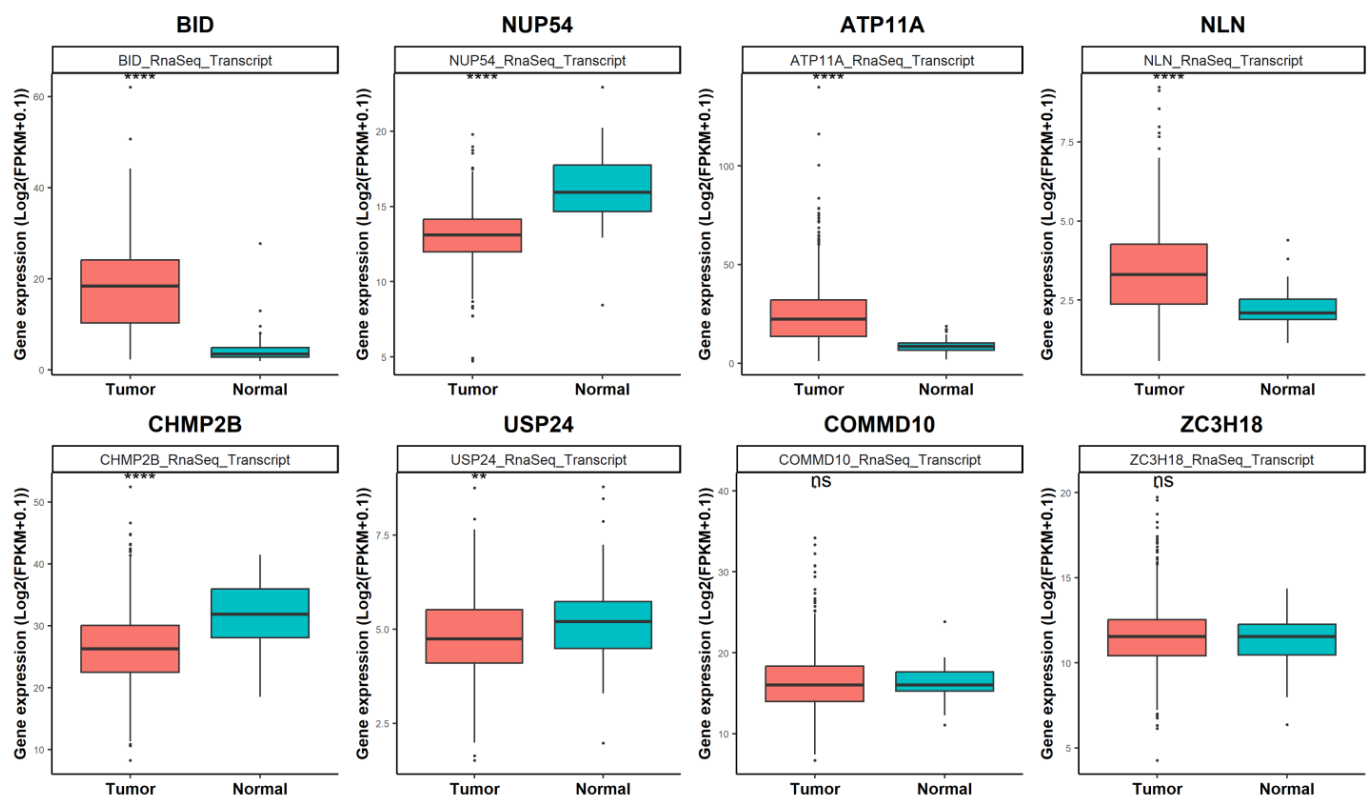 BID NUP54 ATP11A NLN
BID_RnaSeq_Transcript NUP54_RnaSeq_Transcript ATP11A_RnaSeq_Transcript NLN_RnaSeq_Transcript
**** **** **** ****
Gene expression (Log2(FPKM+0.1))
60
40
20
0
Gene expression (Log2(FPKM+0.1))
20
15
10
5
Gene expression (Log2(FPKM+0.1))
100
50
0
Gene expression (Log2(FPKM+0.1))
7.5
5.0
2.5
Tumor Normal Tumor Normal Tumor Normal Tumor Normal
CHMP2B USP24 COMMD10 ZC3H18
CHMP2B_RnaSeq_Transcript USP24_RnaSeq_Transcript COMMD10_RnaSeq_Transcript ZC3H18_RnaSeq_Transcript
**** ** ns ns
Gene expression (Log2(FPKM+0.1))
50
40
30
20
10
Gene expression (Log2(FPKM+0.1))
7.5
5.0
2.5
Gene expression (Log2(FPKM+0.1))
40
30
20
10
Gene expression (Log2(FPKM+0.1))
20
15
10
5
Tumor Normal Tumor Normal Tumor Normal Tumor Normal